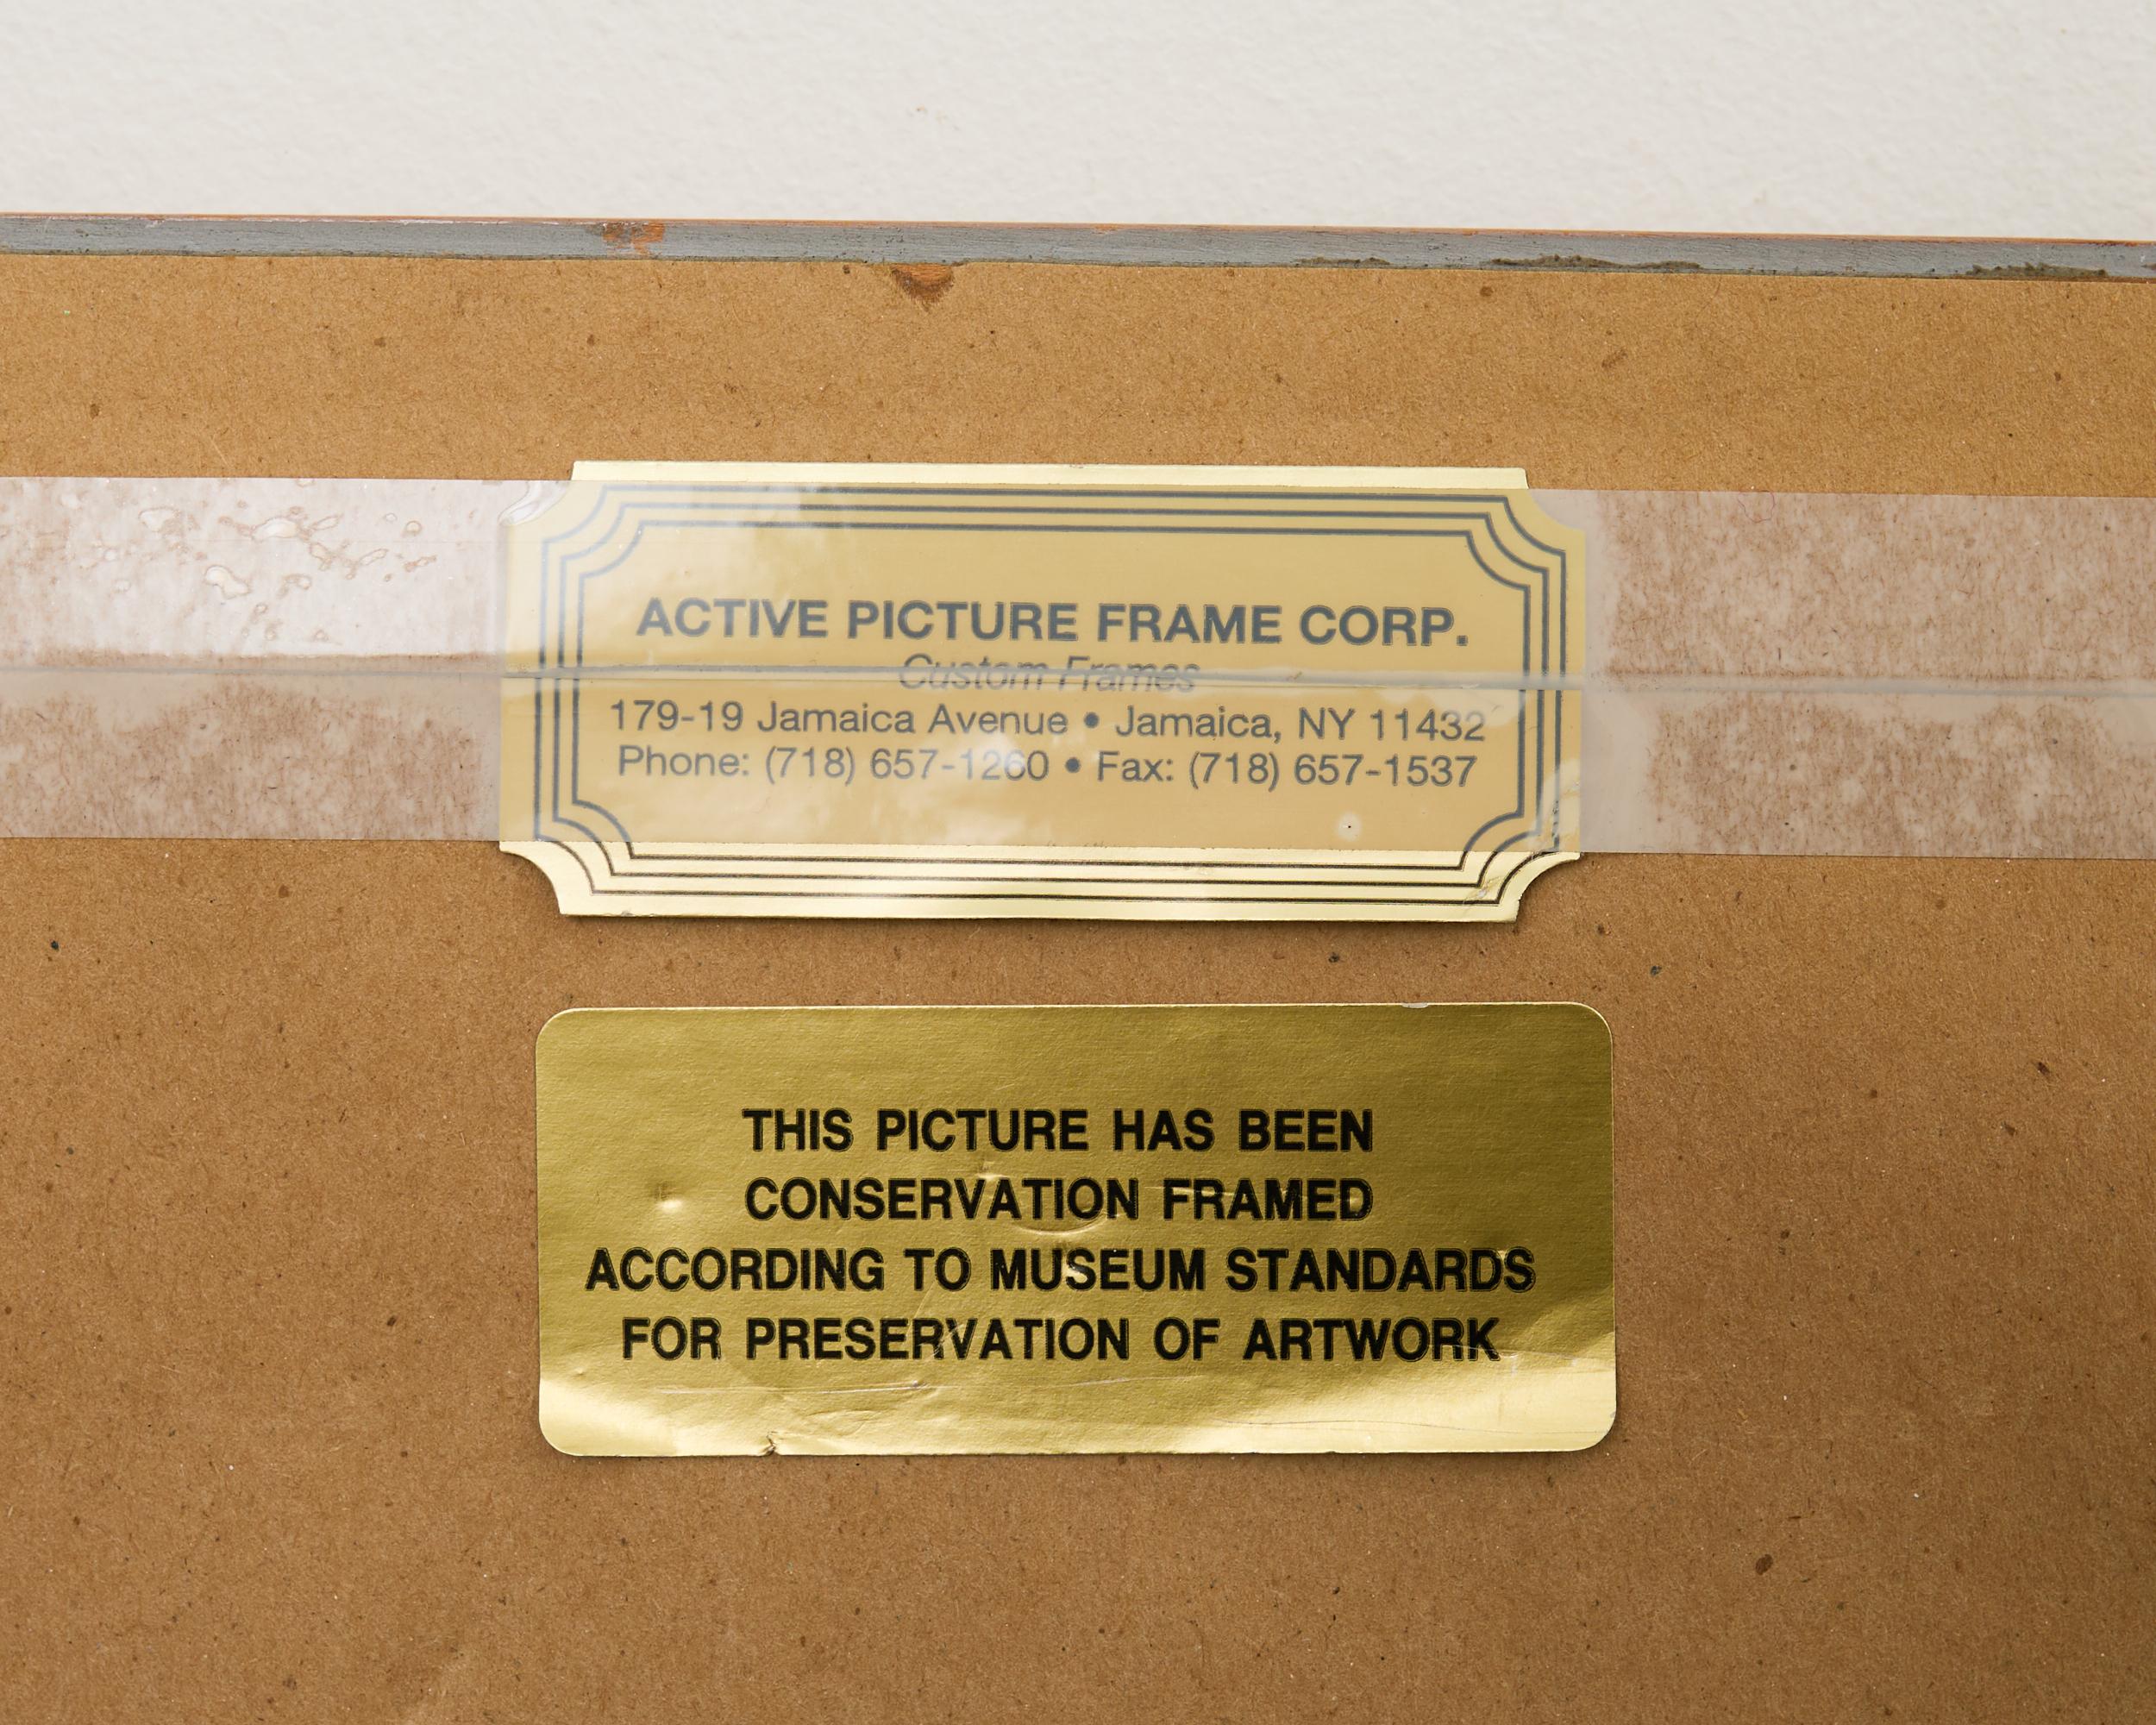 ACTIVE PICTURE FRAME CORP.
Custom Frames
179-19 Jamaica Avenue • Jamaica, NY 11432
Phone: (718) 657-1260 • Fax: (718) 657-1537
THIS PICTURE HAS BEEN
CONSERVATION FRAMED
ACCORDING TO MUSEUM STANDARDS
FOR PRESERVATION OF ARTWORK